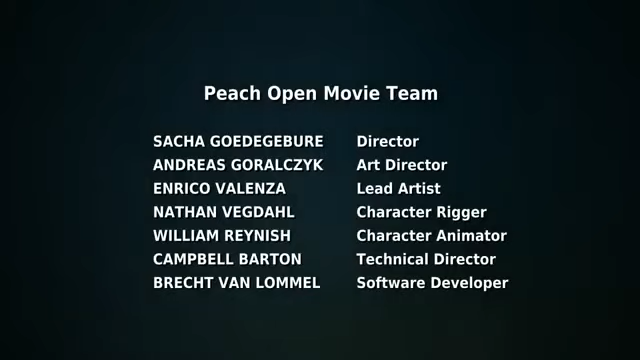 Peach Open Movie Team
SACHA GOEDEGEBURE Director
ANDREAS GORALCZYK Art Director
ENRICO VALENZA Lead Artist
NATHAN VEGDAHL Character Rigger
WILLIAM REYNISH Character Animator
CAMPBELL BARTON Technical Director
BRECHT VAN LOMMEL Software Developer